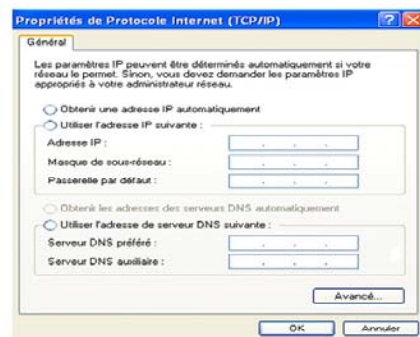 Propriétés de Protocole Internet (TCP/IP)
Général
Les paramètres IP peuvent être déterminés automatiquement si votre
réseau le permet. Sinon, vous devez demander les paramètres IP
appropriés à votre administrateur réseau.
Obtenir une adresse IP automatiquement
Utiliser l'adresse IP suivante :
Adresse IP :
Masque de sous-réseau :
Passerelle par défaut :
Obtenir les adresses des serveurs DNS automatiquement
Utiliser l'adresse de serveur DNS suivante :
Serveur DNS préféré :
Serveur DNS auxiliaire :
Avancé...
OK Annuler